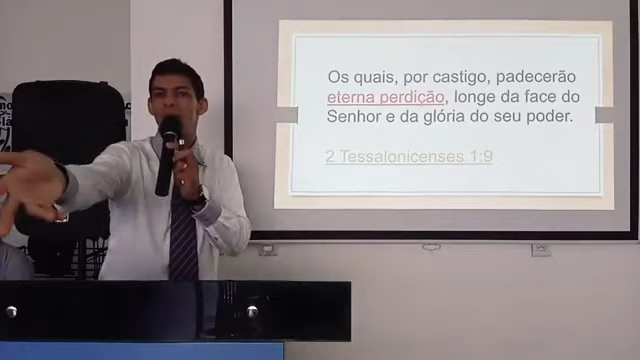 Os quais, por castigo, padecerão
eterna perdição, longe da face do
Senhor e da glória do seu poder.
2 Tessalonicenses 1:9